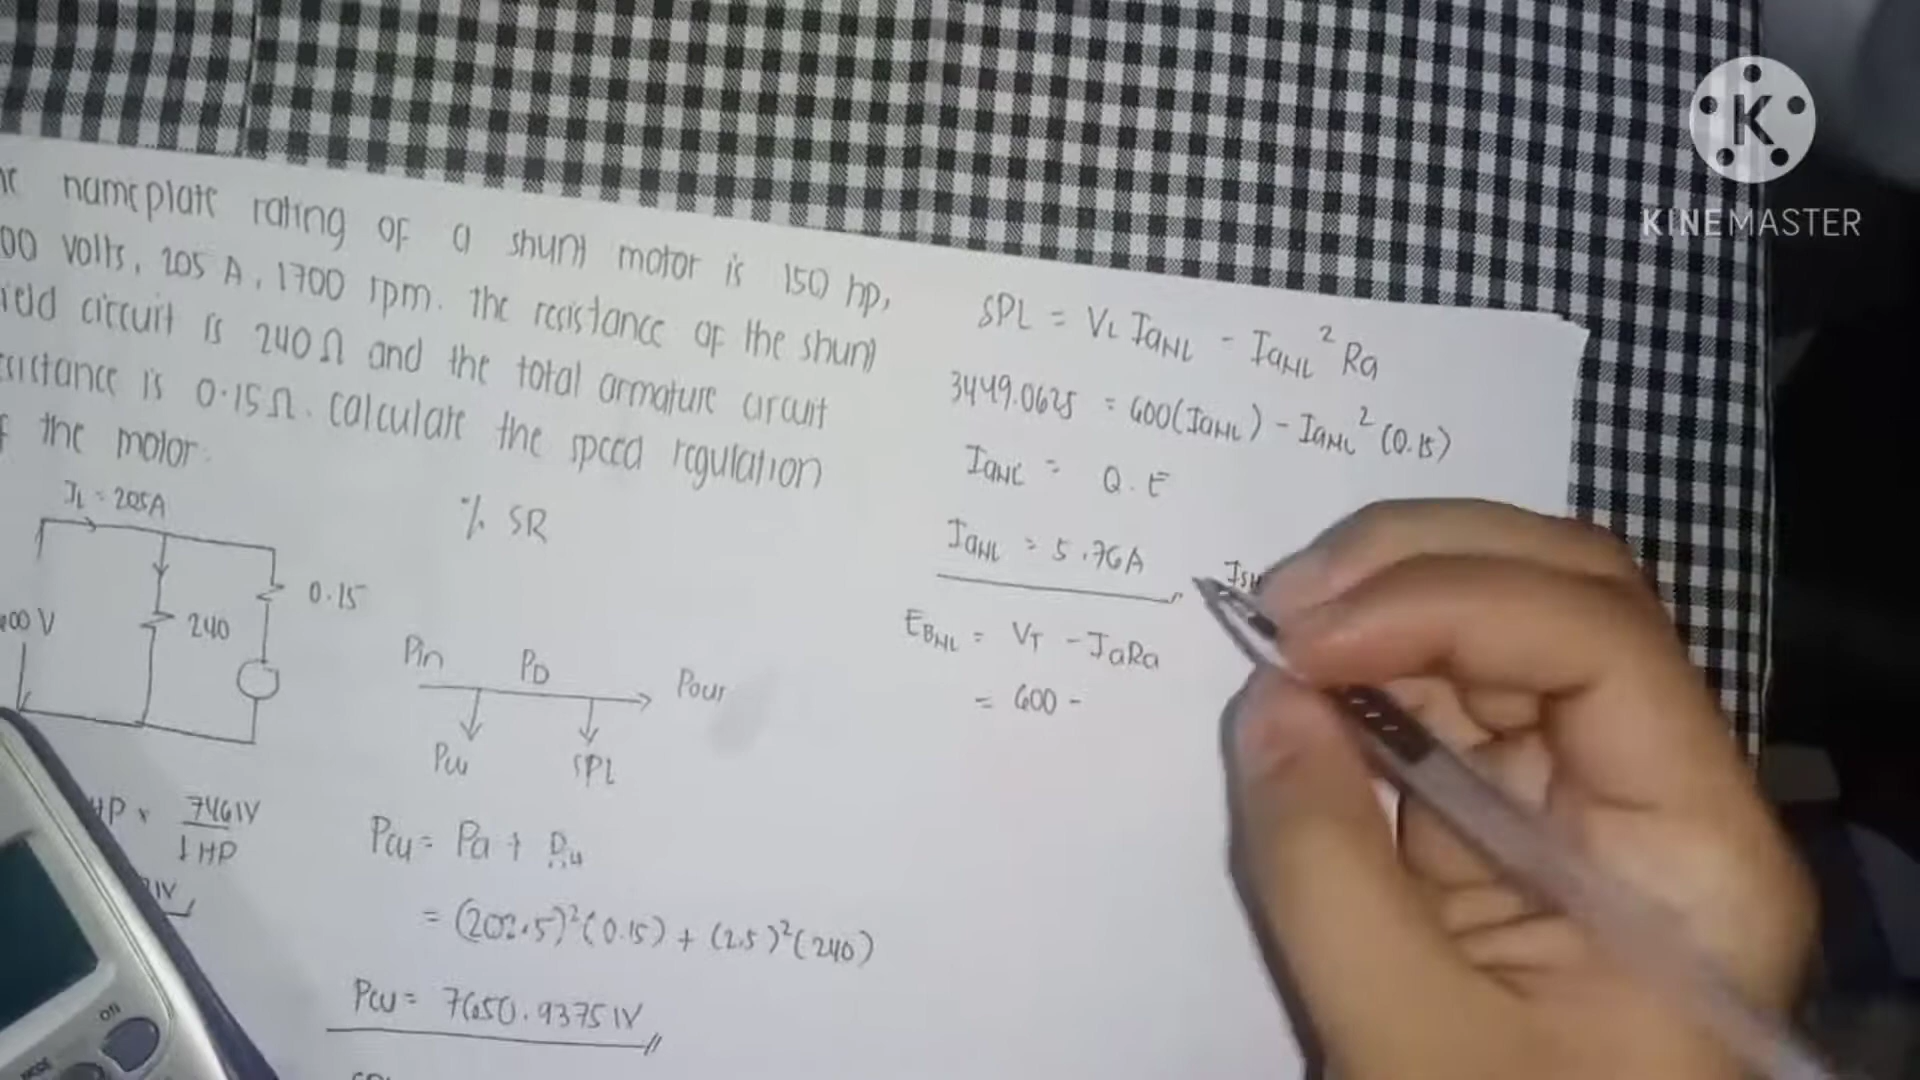 nameplate rating of a shunt motor is 150 hp,
00 volts, 205 A, 1700 rpm. The resistance of the shunt
ield circuit is 240Ω and the total armature circuit
sistance is 0.15Ω. Calculate the speed regulation
f the motor.
IL = 205A
% SR
0.15
240
00 V
Pin PD Pout
Pcu SPL
HP × 746W
1 HP
Pcu = Pa +
= (202.5)²(0.15) + (2.5)²(240)
Pcu = 7650.9375W
SPL = VL IaNL - IaNL² Ra
3449.0625 = 600(IaNL) - IaNL² (0.15)
IaNL = Q.E
IaNL = 5.76A
EBNL = VT - IaRa
= 600 -
KINEMASTER